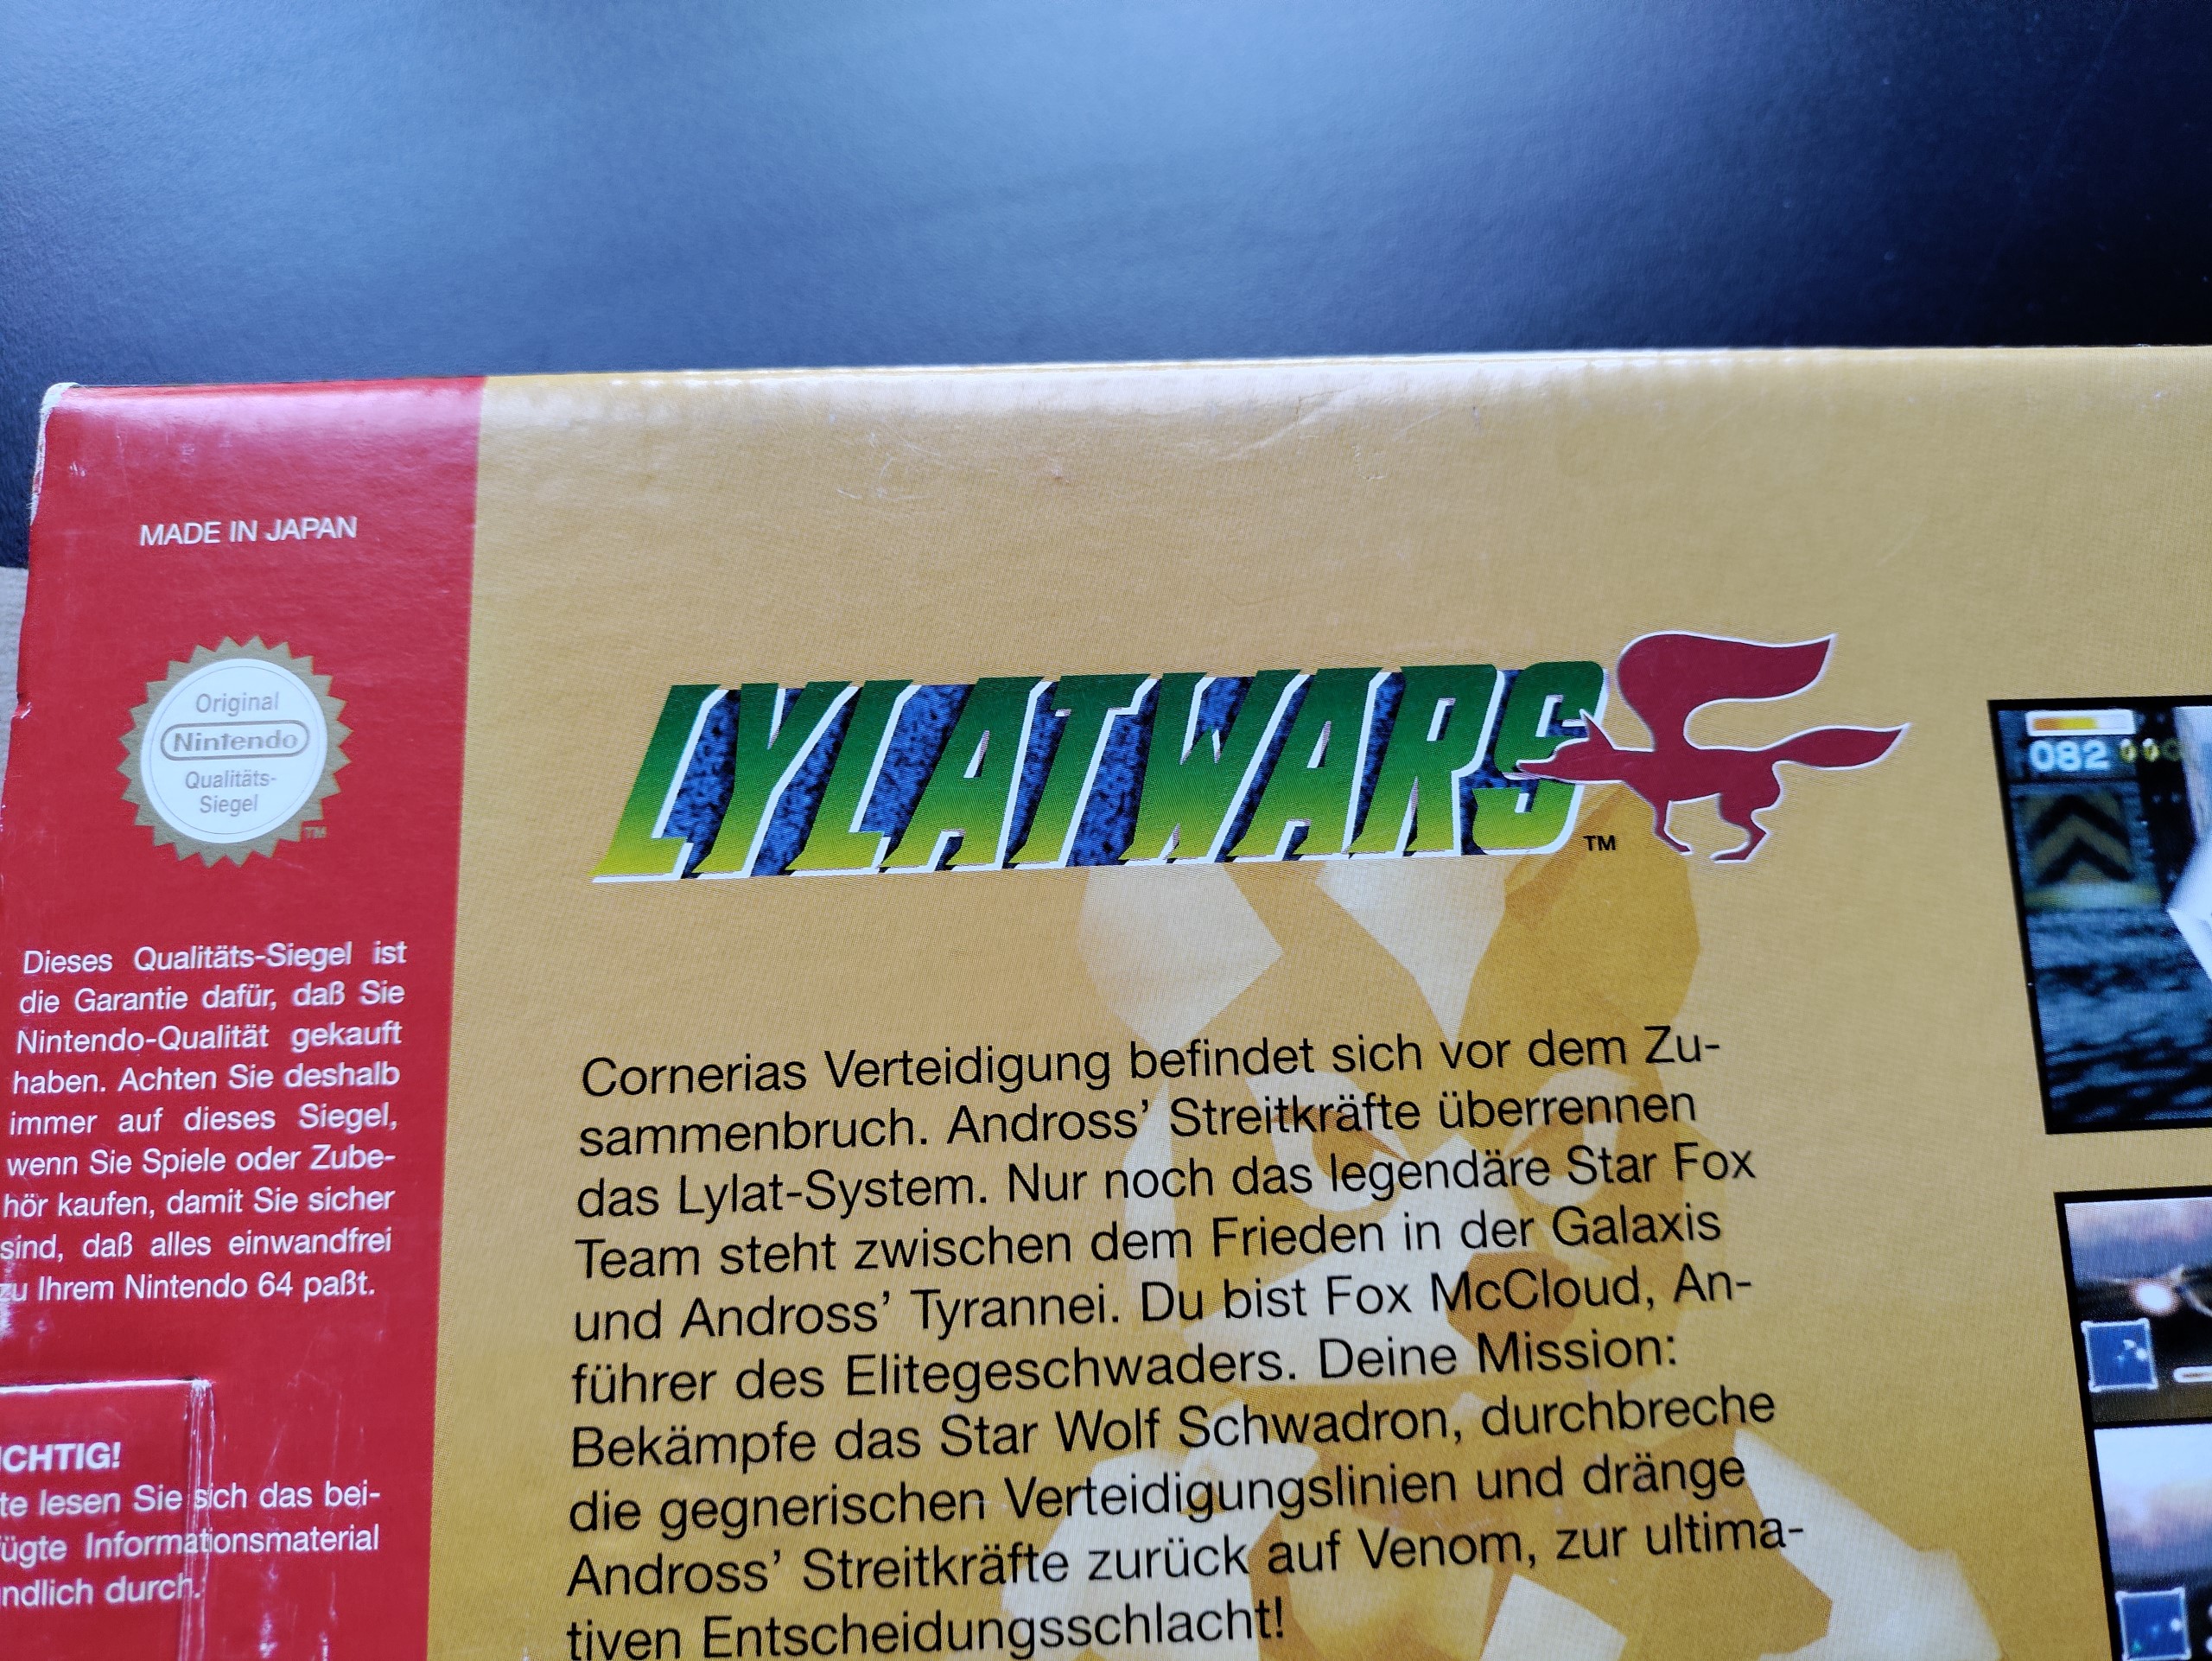 MADE IN JAPAN
Original
Nintendo
Qualitäts-
Siegel
TM
Dieses Qualitäts-Siegel ist
die Garantie dafür, daß Sie
Nintendo-Qualität gekauft
haben. Achten Sie deshalb
immer auf dieses Siegel,
wenn Sie Spiele oder Zube-
hör kaufen, damit Sie sicher
sind, daß alles einwandfrei
zu Ihrem Nintendo 64 paßt.
ICHTIG!
te lesen Sie sich das bei-
ügte Informationsmaterial
ndlich durch.
LYLATWARS
TM
Cornerias Verteidigung befindet sich vor dem Zu-
sammenbruch. Andross’ Streitkräfte überrennen
das Lylat-System. Nur noch das legendäre Star Fox
Team steht zwischen dem Frieden in der Galaxis
und Andross’ Tyrannei. Du bist Fox McCloud, An-
führer des Elitegeschwaders. Deine Mission:
Bekämpfe das Star Wolf Schwadron, durchbreche
die gegnerischen Verteidigungslinien und dränge
Andross’ Streitkräfte zurück auf Venom, zur ultima-
tiven Entscheidungsschlacht!
082